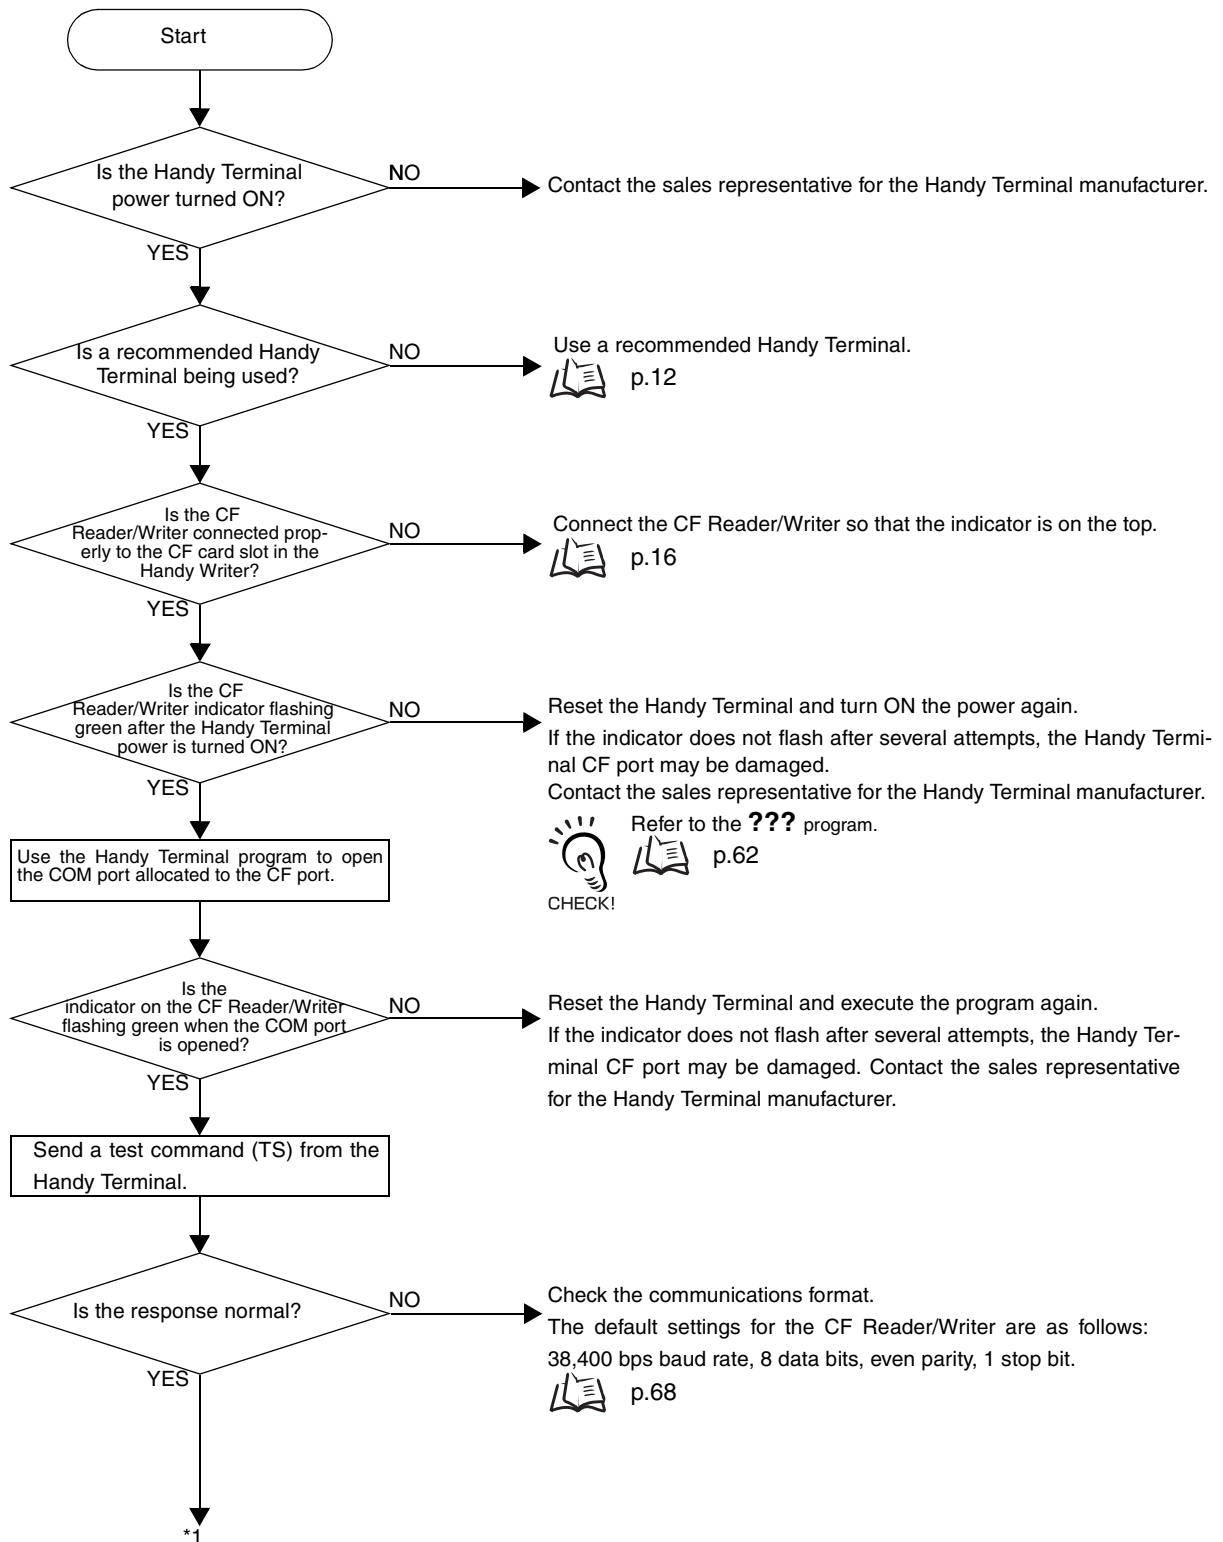 Start
Is the Handy Terminal
power turned ON?
NO
Contact the sales representative for the Handy Terminal manufacturer.
YES
Is a recommended Handy
Terminal being used?
NO
Use a recommended Handy Terminal.
p.12
YES
Is the CF
Reader/Writer connected prop-
erly to the CF card slot in the
Handy Writer?
NO
Connect the CF Reader/Writer so that the indicator is on the top.
p.16
YES
Is the CF
Reader/Writer indicator flashing
green after the Handy Terminal
power is turned ON?
NO
Reset the Handy Terminal and turn ON the power again.
If the indicator does not flash after several attempts, the Handy Termi-
nal CF port may be damaged.
Contact the sales representative for the Handy Terminal manufacturer.
Refer to the ??? program.
p.62
CHECK!
YES
Use the Handy Terminal program to open
the COM port allocated to the CF port.
Is the
indicator on the CF Reader/Writer
flashing green when the COM port
is opened?
NO
Reset the Handy Terminal and execute the program again.
If the indicator does not flash after several attempts, the Handy Ter-
minal CF port may be damaged. Contact the sales representative
for the Handy Terminal manufacturer.
YES
Send a test command (TS) from the
Handy Terminal.
Is the response normal?
NO
Check the communications format.
The default settings for the CF Reader/Writer are as follows:
38,400 bps baud rate, 8 data bits, even parity, 1 stop bit.
p.68
YES
*1